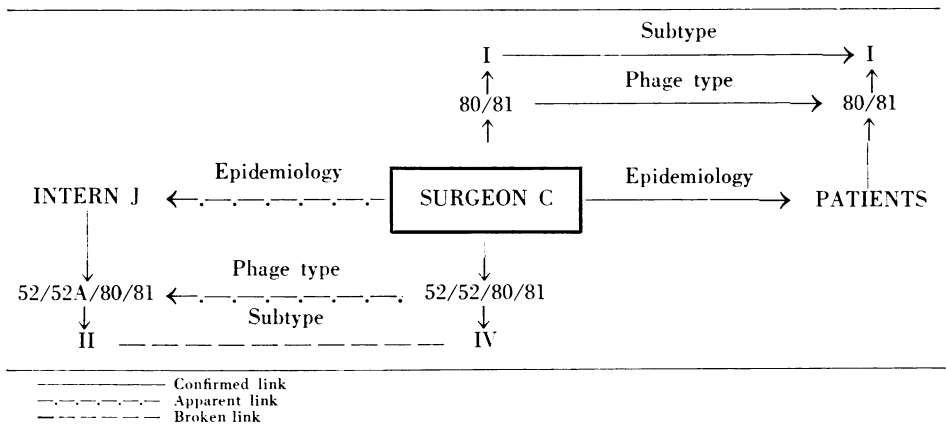 Subtype
I I
Phage type
80/81 80/81
Epidemiology Epidemiology
INTERN J SURGEON C PATIENTS
Phage type
52/52A/80/81 52/52/80/81
Subtype
II IV
Confirmed link
Apparent link
Broken link